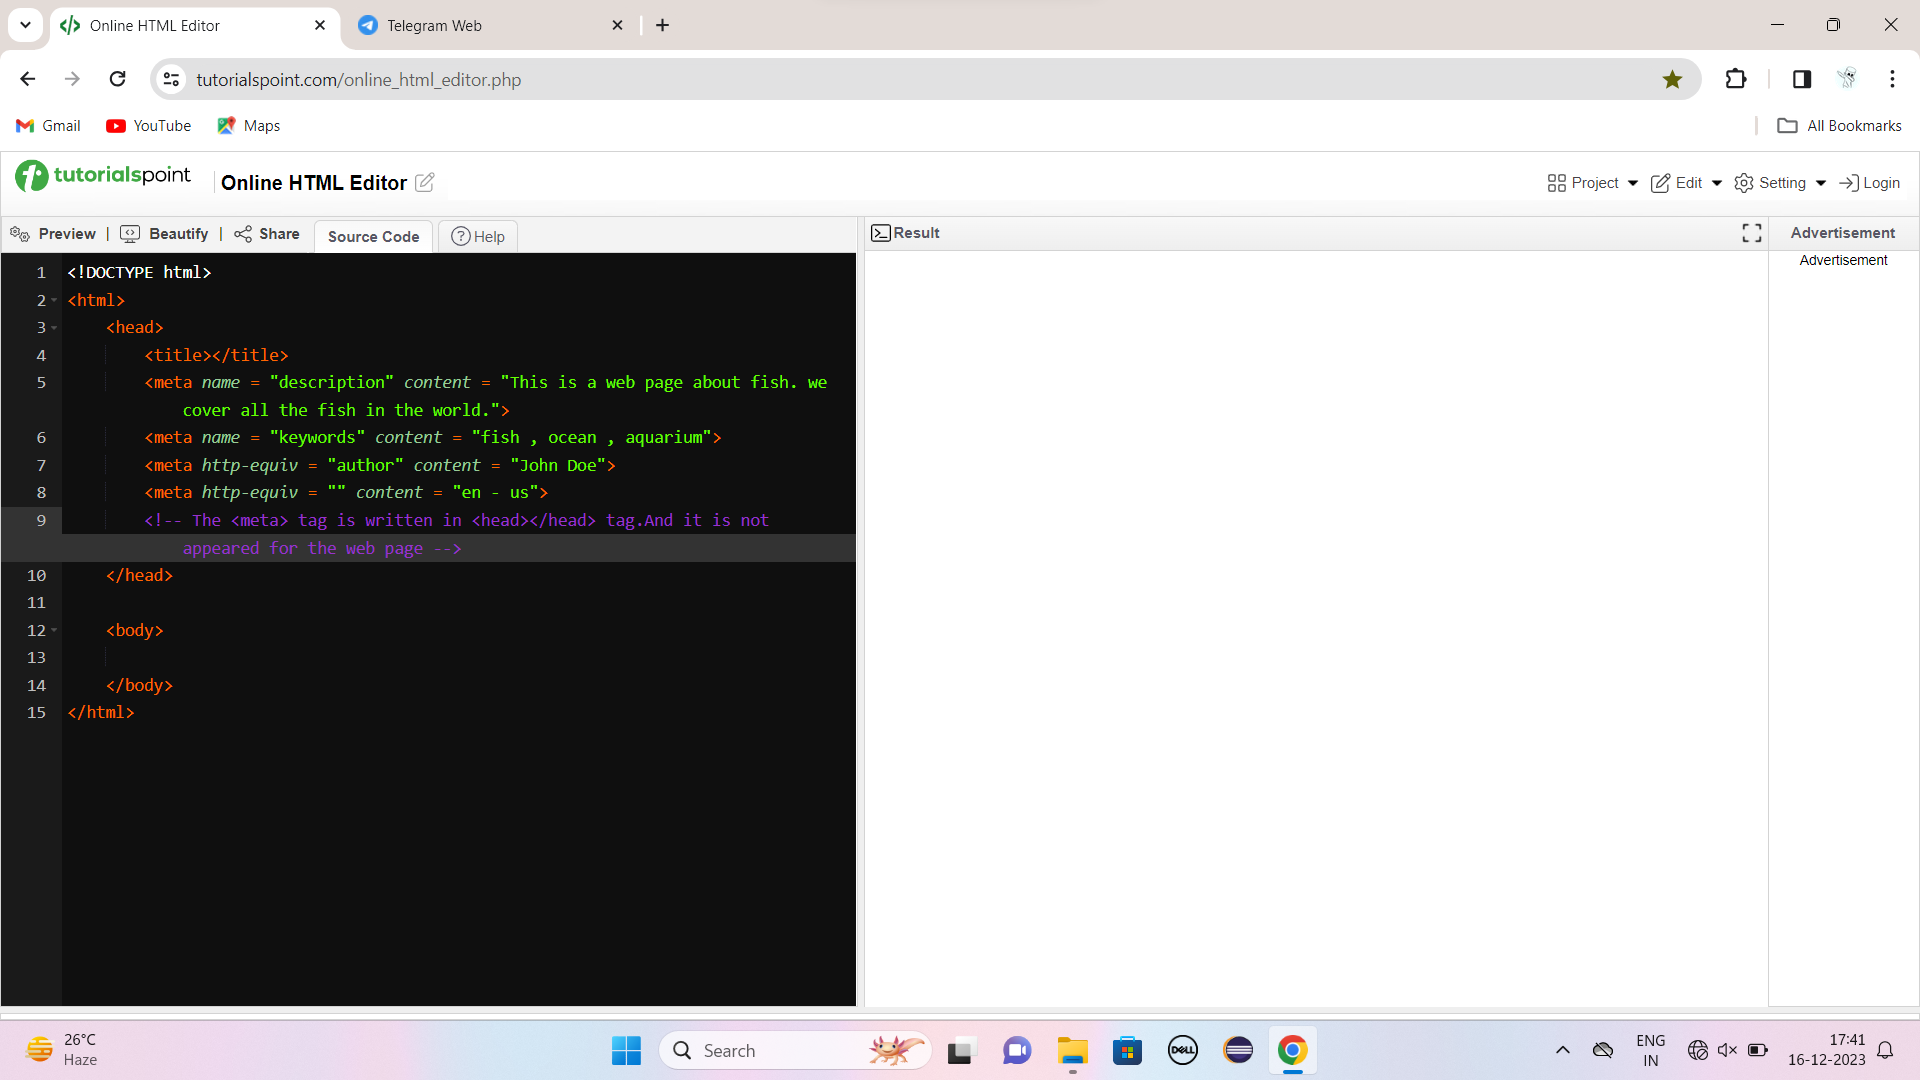 Online HTML Editor
Telegram Web
tutorialspoint.com/online_html_editor.php
Gmail
YouTube
Maps
All Bookmarks
tutorialspoint
Online HTML Editor
Project
Edit
Setting
Login
Preview | Beautify | Share
Source Code
Help
Result
Advertisement
Advertisement
1 <!DOCTYPE html>
2 <html>
3 <head>
4 <title></title>
5 <meta name = "description" content = "This is a web page about fish. we
cover all the fish in the world.">
6 <meta name = "keywords" content = "fish , ocean , aquarium">
7 <meta http-equiv = "author" content = "John Doe">
8 <meta http-equiv = "" content = "en - us">
9 <!-- The <meta> tag is written in <head></head> tag.And it is not
appeared for the web page -->
10 </head>
11
12 <body>
13
14 </body>
15 </html>
26°C
Haze
Search
DELL
ENG
IN
17:41
16-12-2023